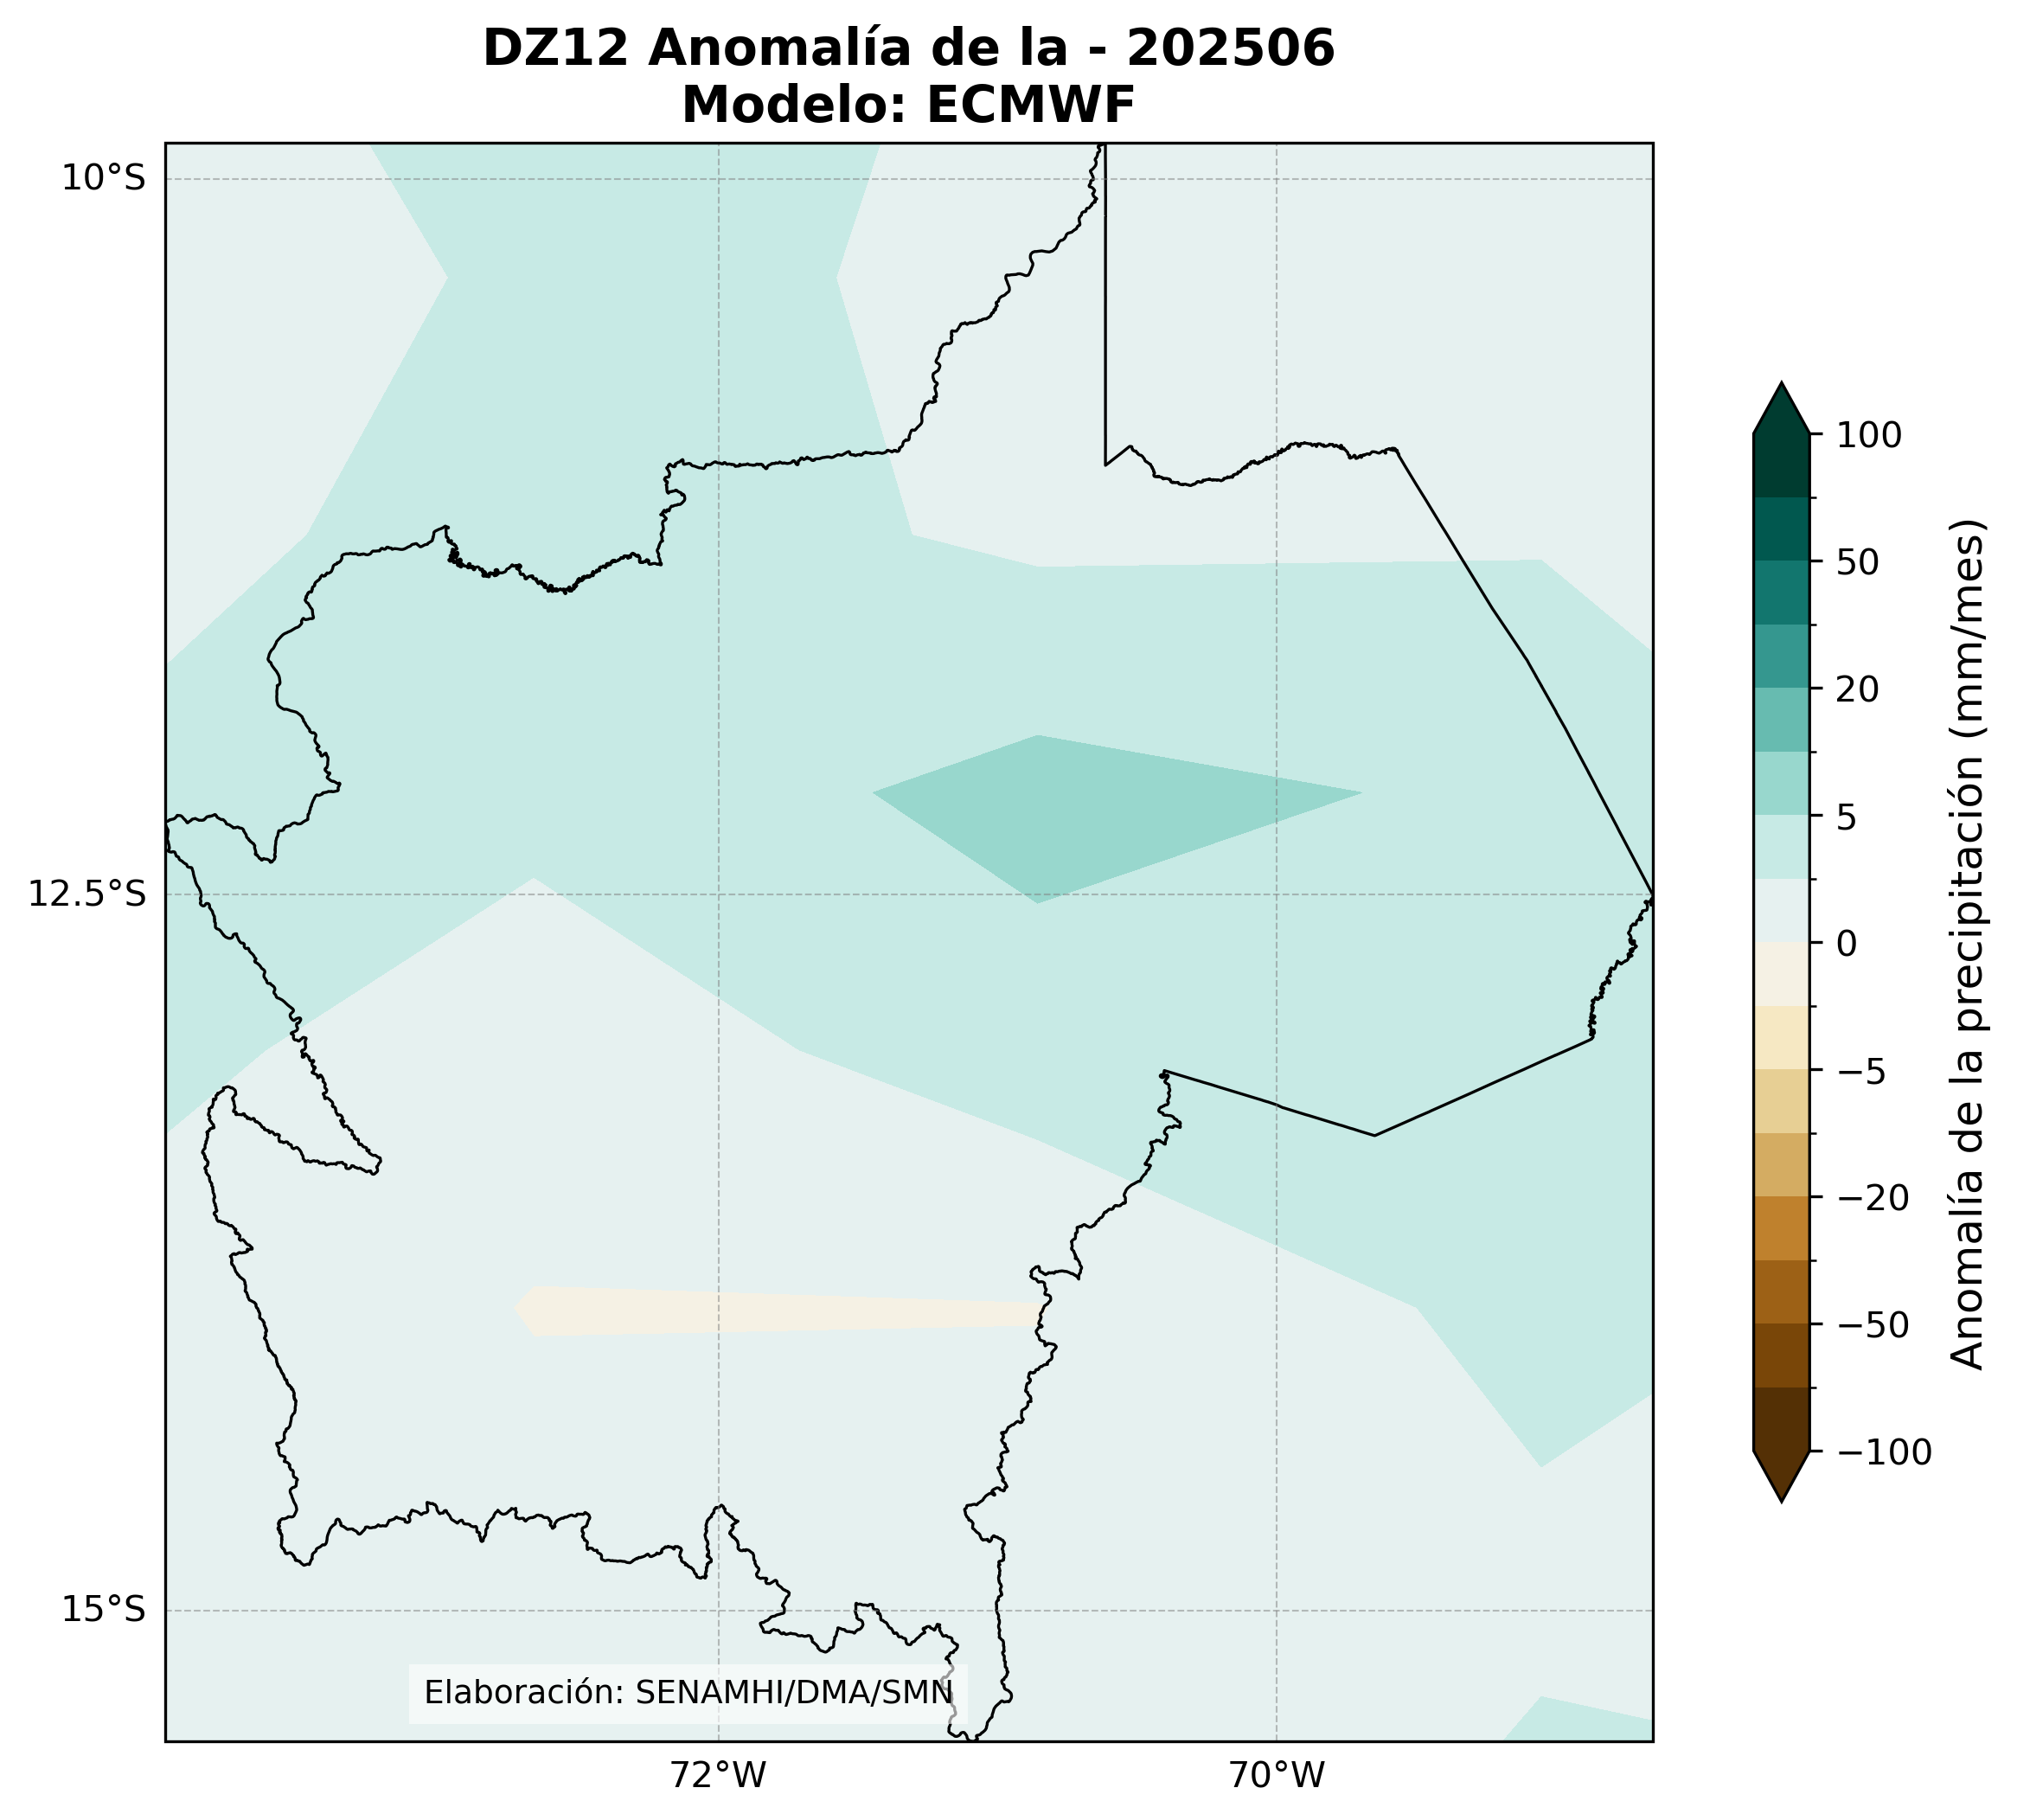 DZ12 Anomalía de la - 202506
Modelo: ECMWF
10°S
12.5°S
15°S
72°W
70°W
Elaboración: SENAMHI/DMA/SMN
100
50
20
5
0
−5
−20
−50
−100
Anomalía de la precipitación (mm/mes)